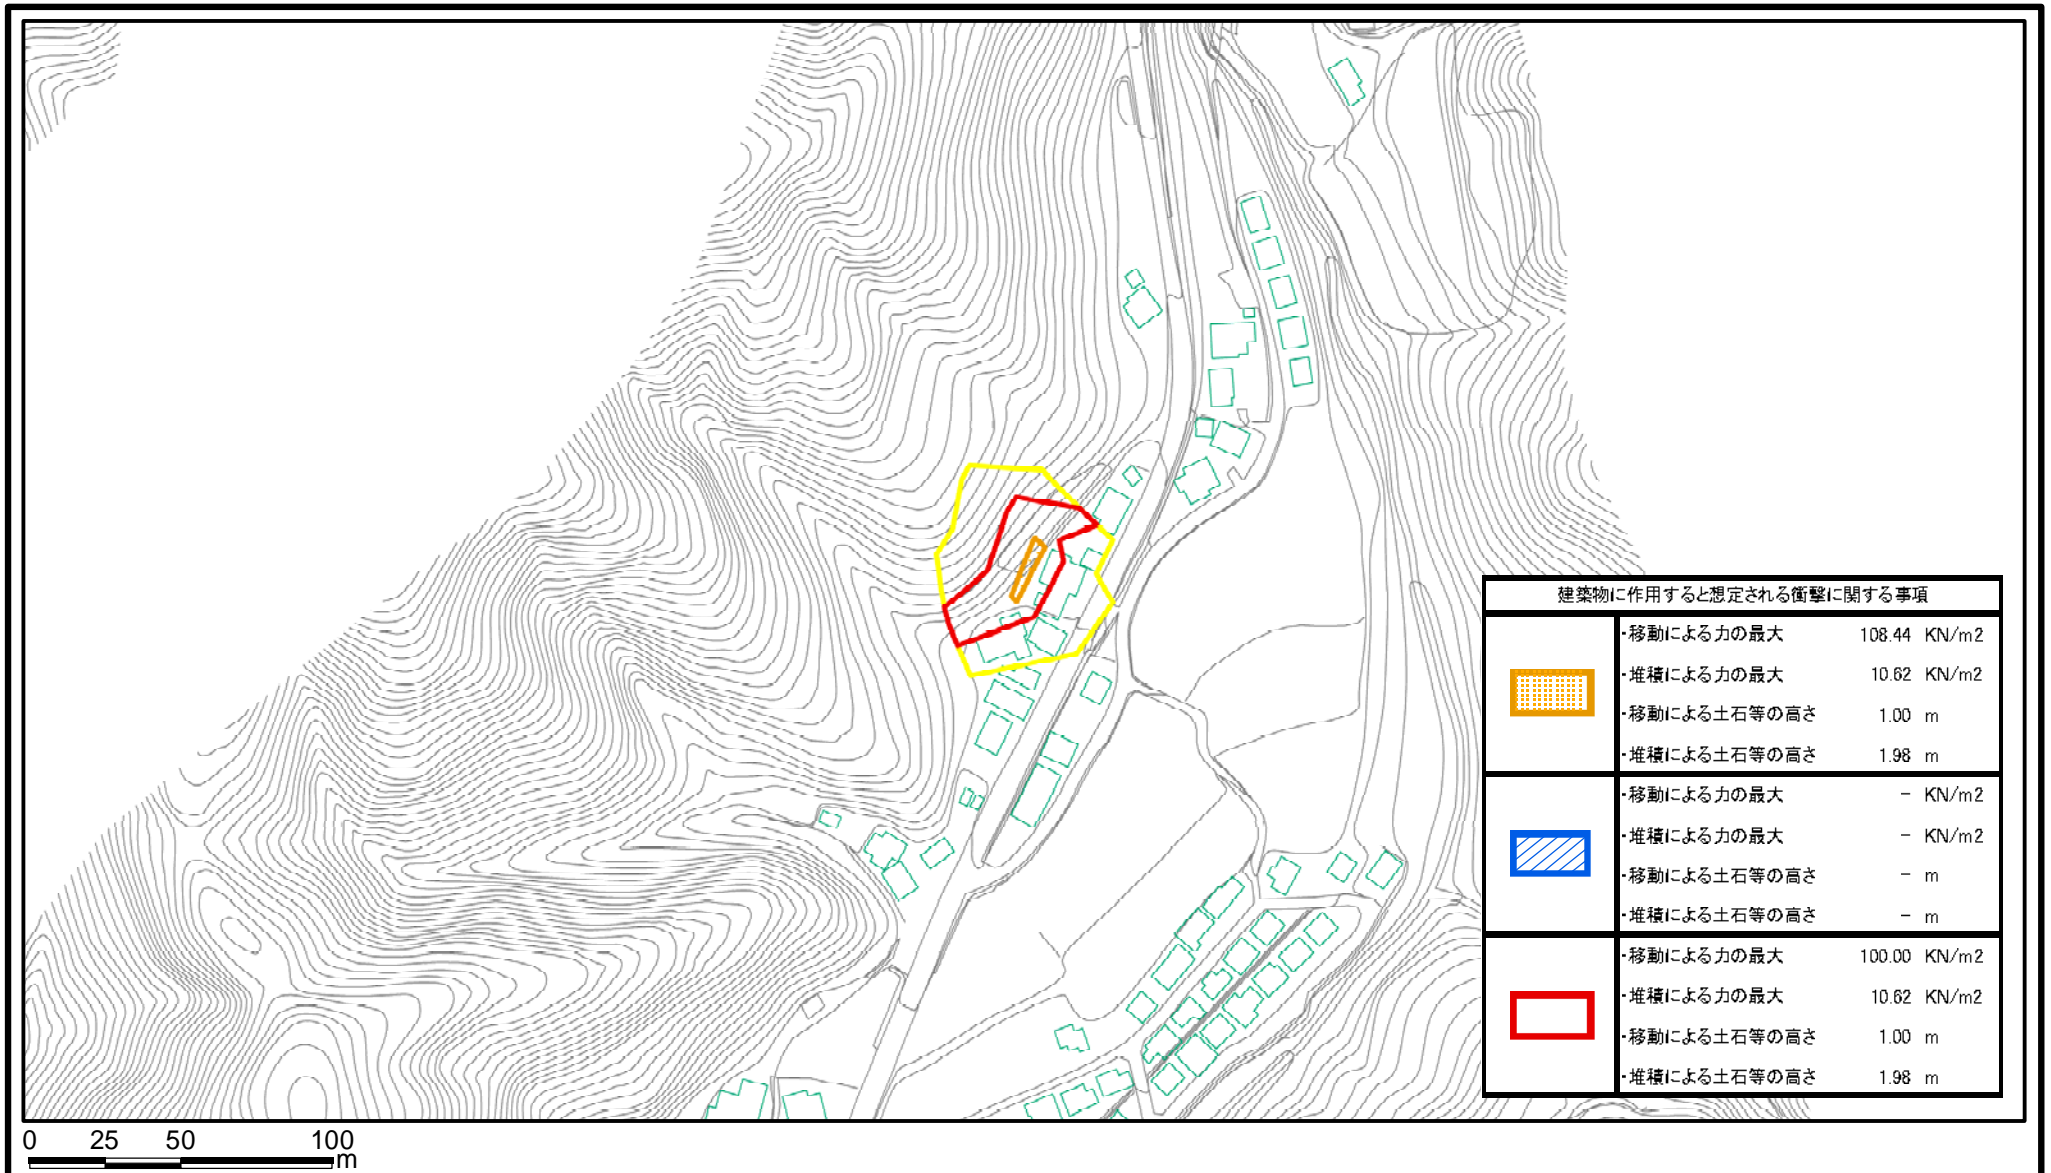 建築物に作用すると想定される衝撃に関する事項
・移動による力の最大 108.44 KN/m2
・堆積による力の最大 10.62 KN/m2
・移動による土石等の高さ 1.00 m
・堆積による土石等の高さ 1.98 m
・移動による力の最大 - KN/m2
・堆積による力の最大 - KN/m2
・移動による土石等の高さ - m
・堆積による土石等の高さ - m
・移動による力の最大 100.00 KN/m2
・堆積による力の最大 10.62 KN/m2
・移動による土石等の高さ 1.00 m
・堆積による土石等の高さ 1.98 m
0 25 50 100
m